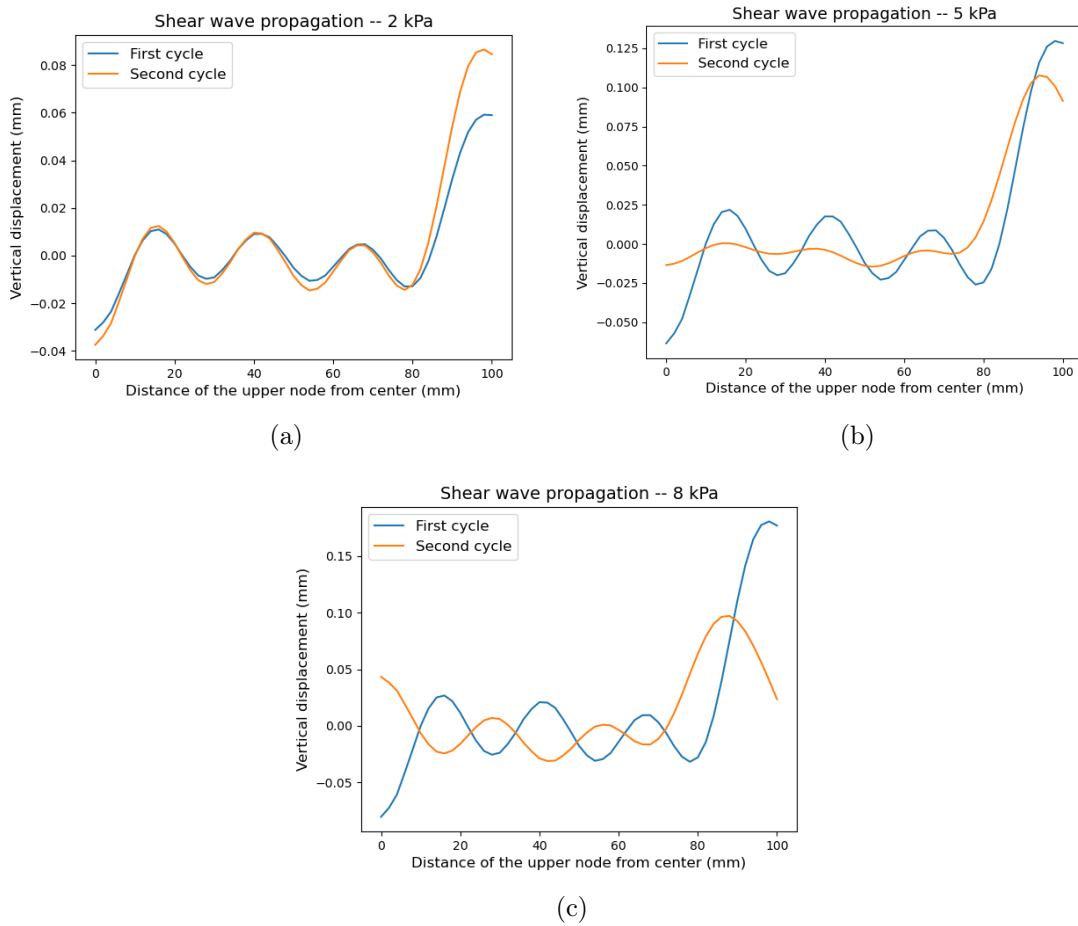 Shear wave propagation -- 2 kPa
First cycle
Second cycle
Vertical displacement (mm)
0.08
0.06
0.04
0.02
0.00
−0.02
−0.04
0
20
40
60
80
100
Distance of the upper node from center (mm)
(a)
Shear wave propagation -- 5 kPa
First cycle
Second cycle
Vertical displacement (mm)
0.125
0.100
0.075
0.050
0.025
0.000
−0.025
−0.050
0
20
40
60
80
100
Distance of the upper node from center (mm)
(b)
Shear wave propagation -- 8 kPa
First cycle
Second cycle
Vertical displacement (mm)
0.15
0.10
0.05
0.00
−0.05
0
20
40
60
80
100
Distance of the upper node from center (mm)
(c)